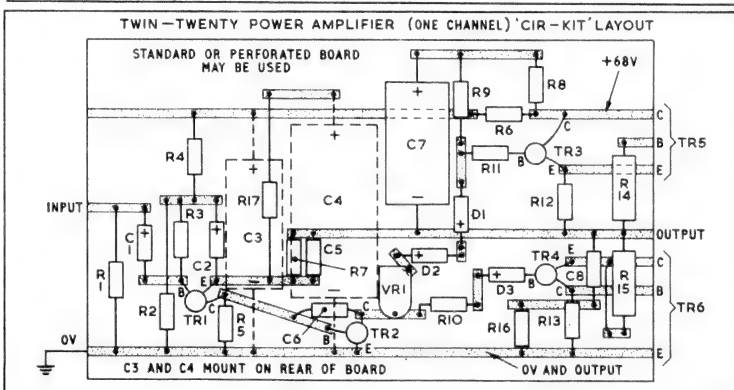 TWIN-TWENTY POWER AMPLIFIER (ONE CHANNEL) 'CIR-KIT' LAYOUT
STANDARD OR PERFORATED BOARD
MAY BE USED
+68V
R9
R8
R6
C
TR3
B
E
C
B
E
TR5
R4
C7
R11
R12
R
14
R17
C3
C4
D1
INPUT
R3
C
1
C2
C5
R7
OUTPUT
R
1
R2
B
E
C
TR1
R
5
D2
VR1
D3
TR4
B
E
C
C8
R
15
C
B
E
TR6
C6
C
B
TR2
E
R10
R16
R13
0V
C3 AND C4 MOUNT ON REAR OF BOARD
0V AND OUTPUT